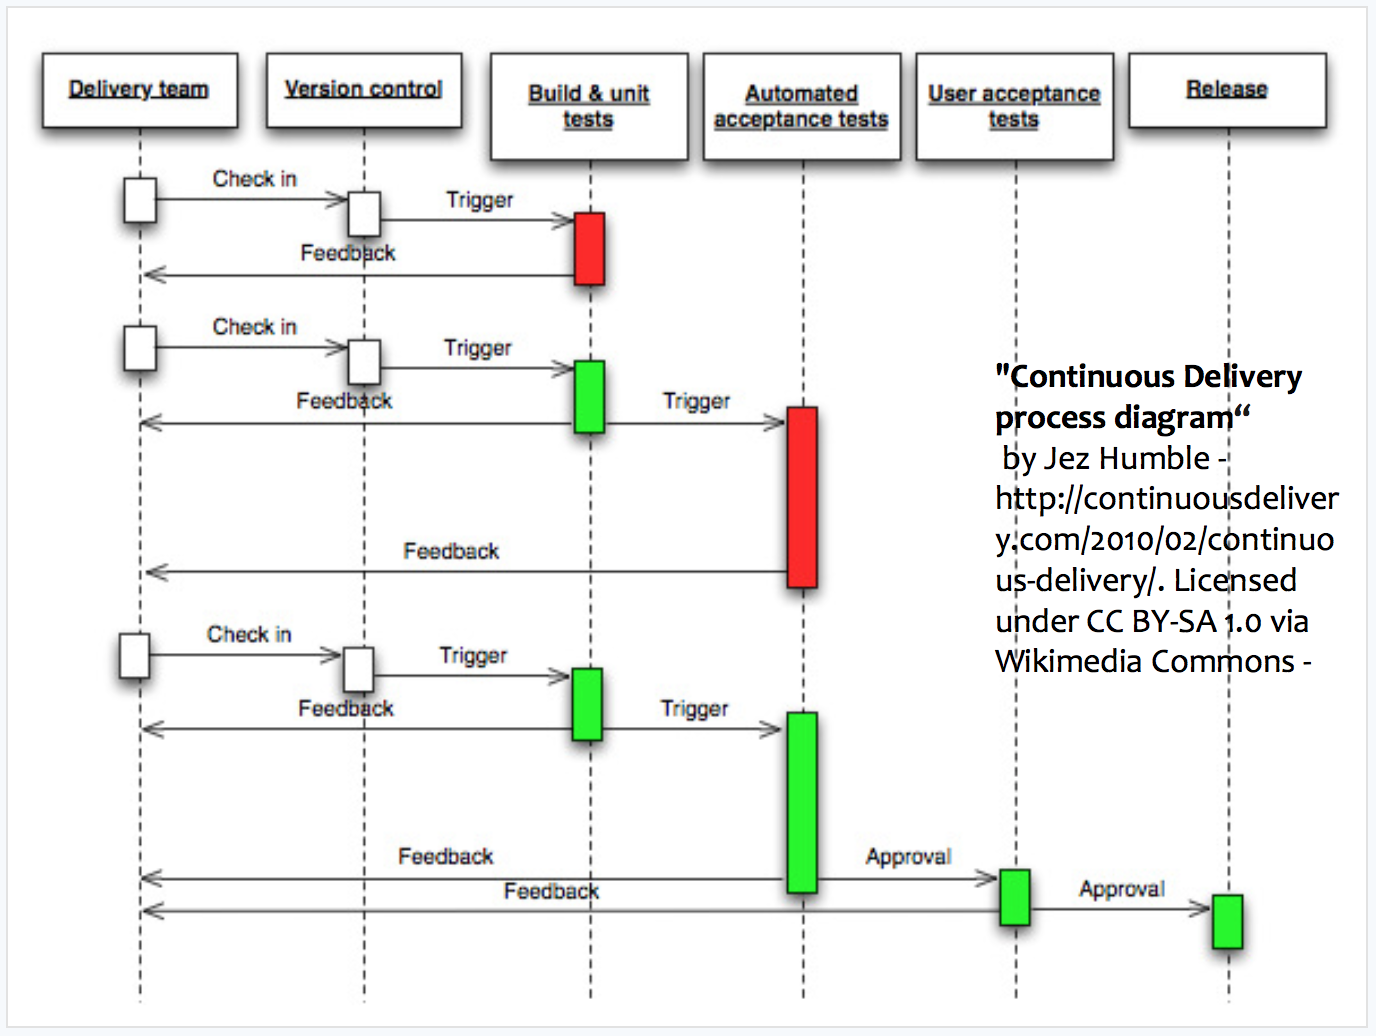 Delivery team
Version control
Build & unit
tests
Automated
acceptance tests
User acceptance
tests
Release
Check in
Trigger
Feedback
Check in
Trigger
Feedback
Trigger
Feedback
Check in
Trigger
Feedback
Trigger
Feedback
Approval
Feedback
Approval
"Continuous Delivery
process diagram“
by Jez Humble -
http://continuousdeliver
y.com/2010/02/continuo
us-delivery/. Licensed
under CC BY-SA 1.0 via
Wikimedia Commons -